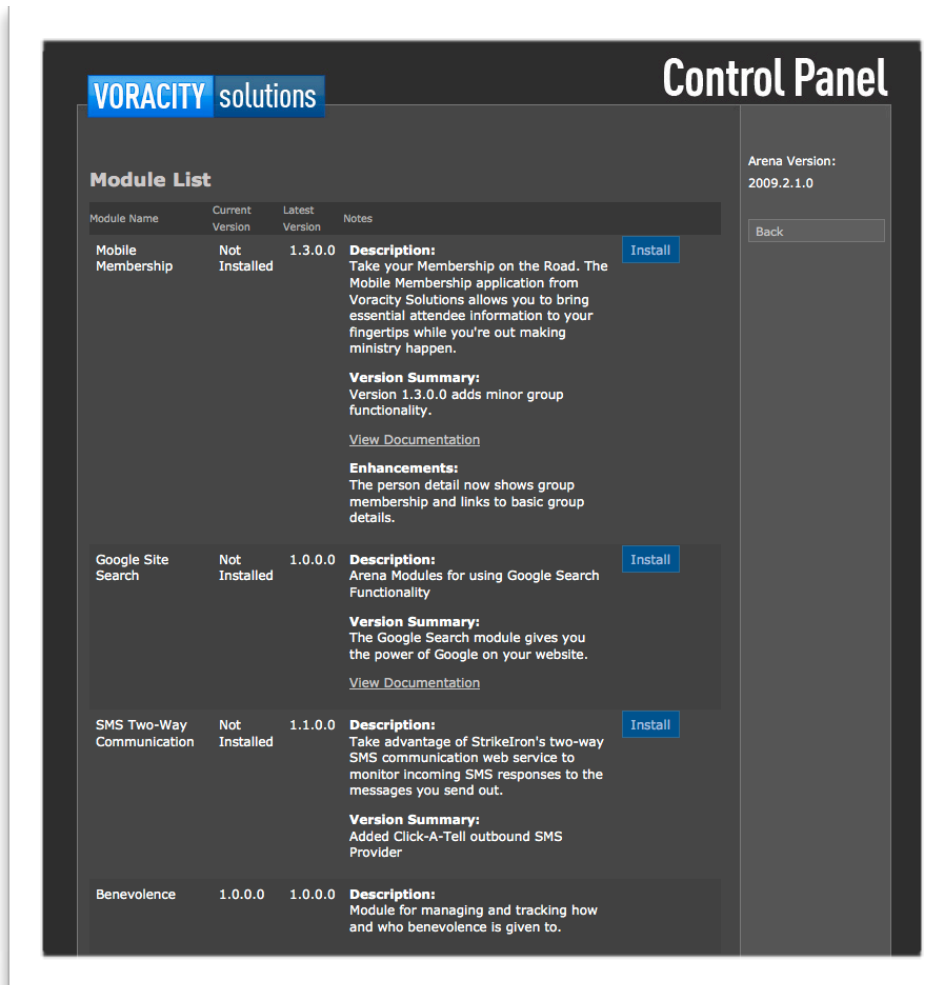 Control Panel
VORACITY solutions
Arena Version:
2009.2.1.0
Back
Module List
Module Name Current Version Latest Version Notes
Mobile Membership
Not Installed
1.3.0.0
Description:
Take your Membership on the Road. The
Mobile Membership application from
Voracity Solutions allows you to bring
essential attendee information to your
fingertips while you're out making
ministry happen.
Version Summary:
Version 1.3.0.0 adds minor group
functionality.
View Documentation
Enhancements:
The person detail now shows group
membership and links to basic group
details.
Install
Google Site
Search
Not
Installed
1.0.0.0
Description:
Arena Modules for using Google Search
Functionality
Version Summary:
The Google Search module gives you
the power of Google on your website.
View Documentation
Install
SMS Two-Way
Communication
Not
Installed
1.1.0.0
Description:
Take advantage of StrikeIron's two-way
SMS communication web service to
monitor incoming SMS responses to the
messages you send out.
Version Summary:
Added Click-A-Tell outbound SMS
Provider
Install
Benevolence
1.0.0.0
1.0.0.0
Description:
Module for managing and tracking how
and who benevolence is given to.